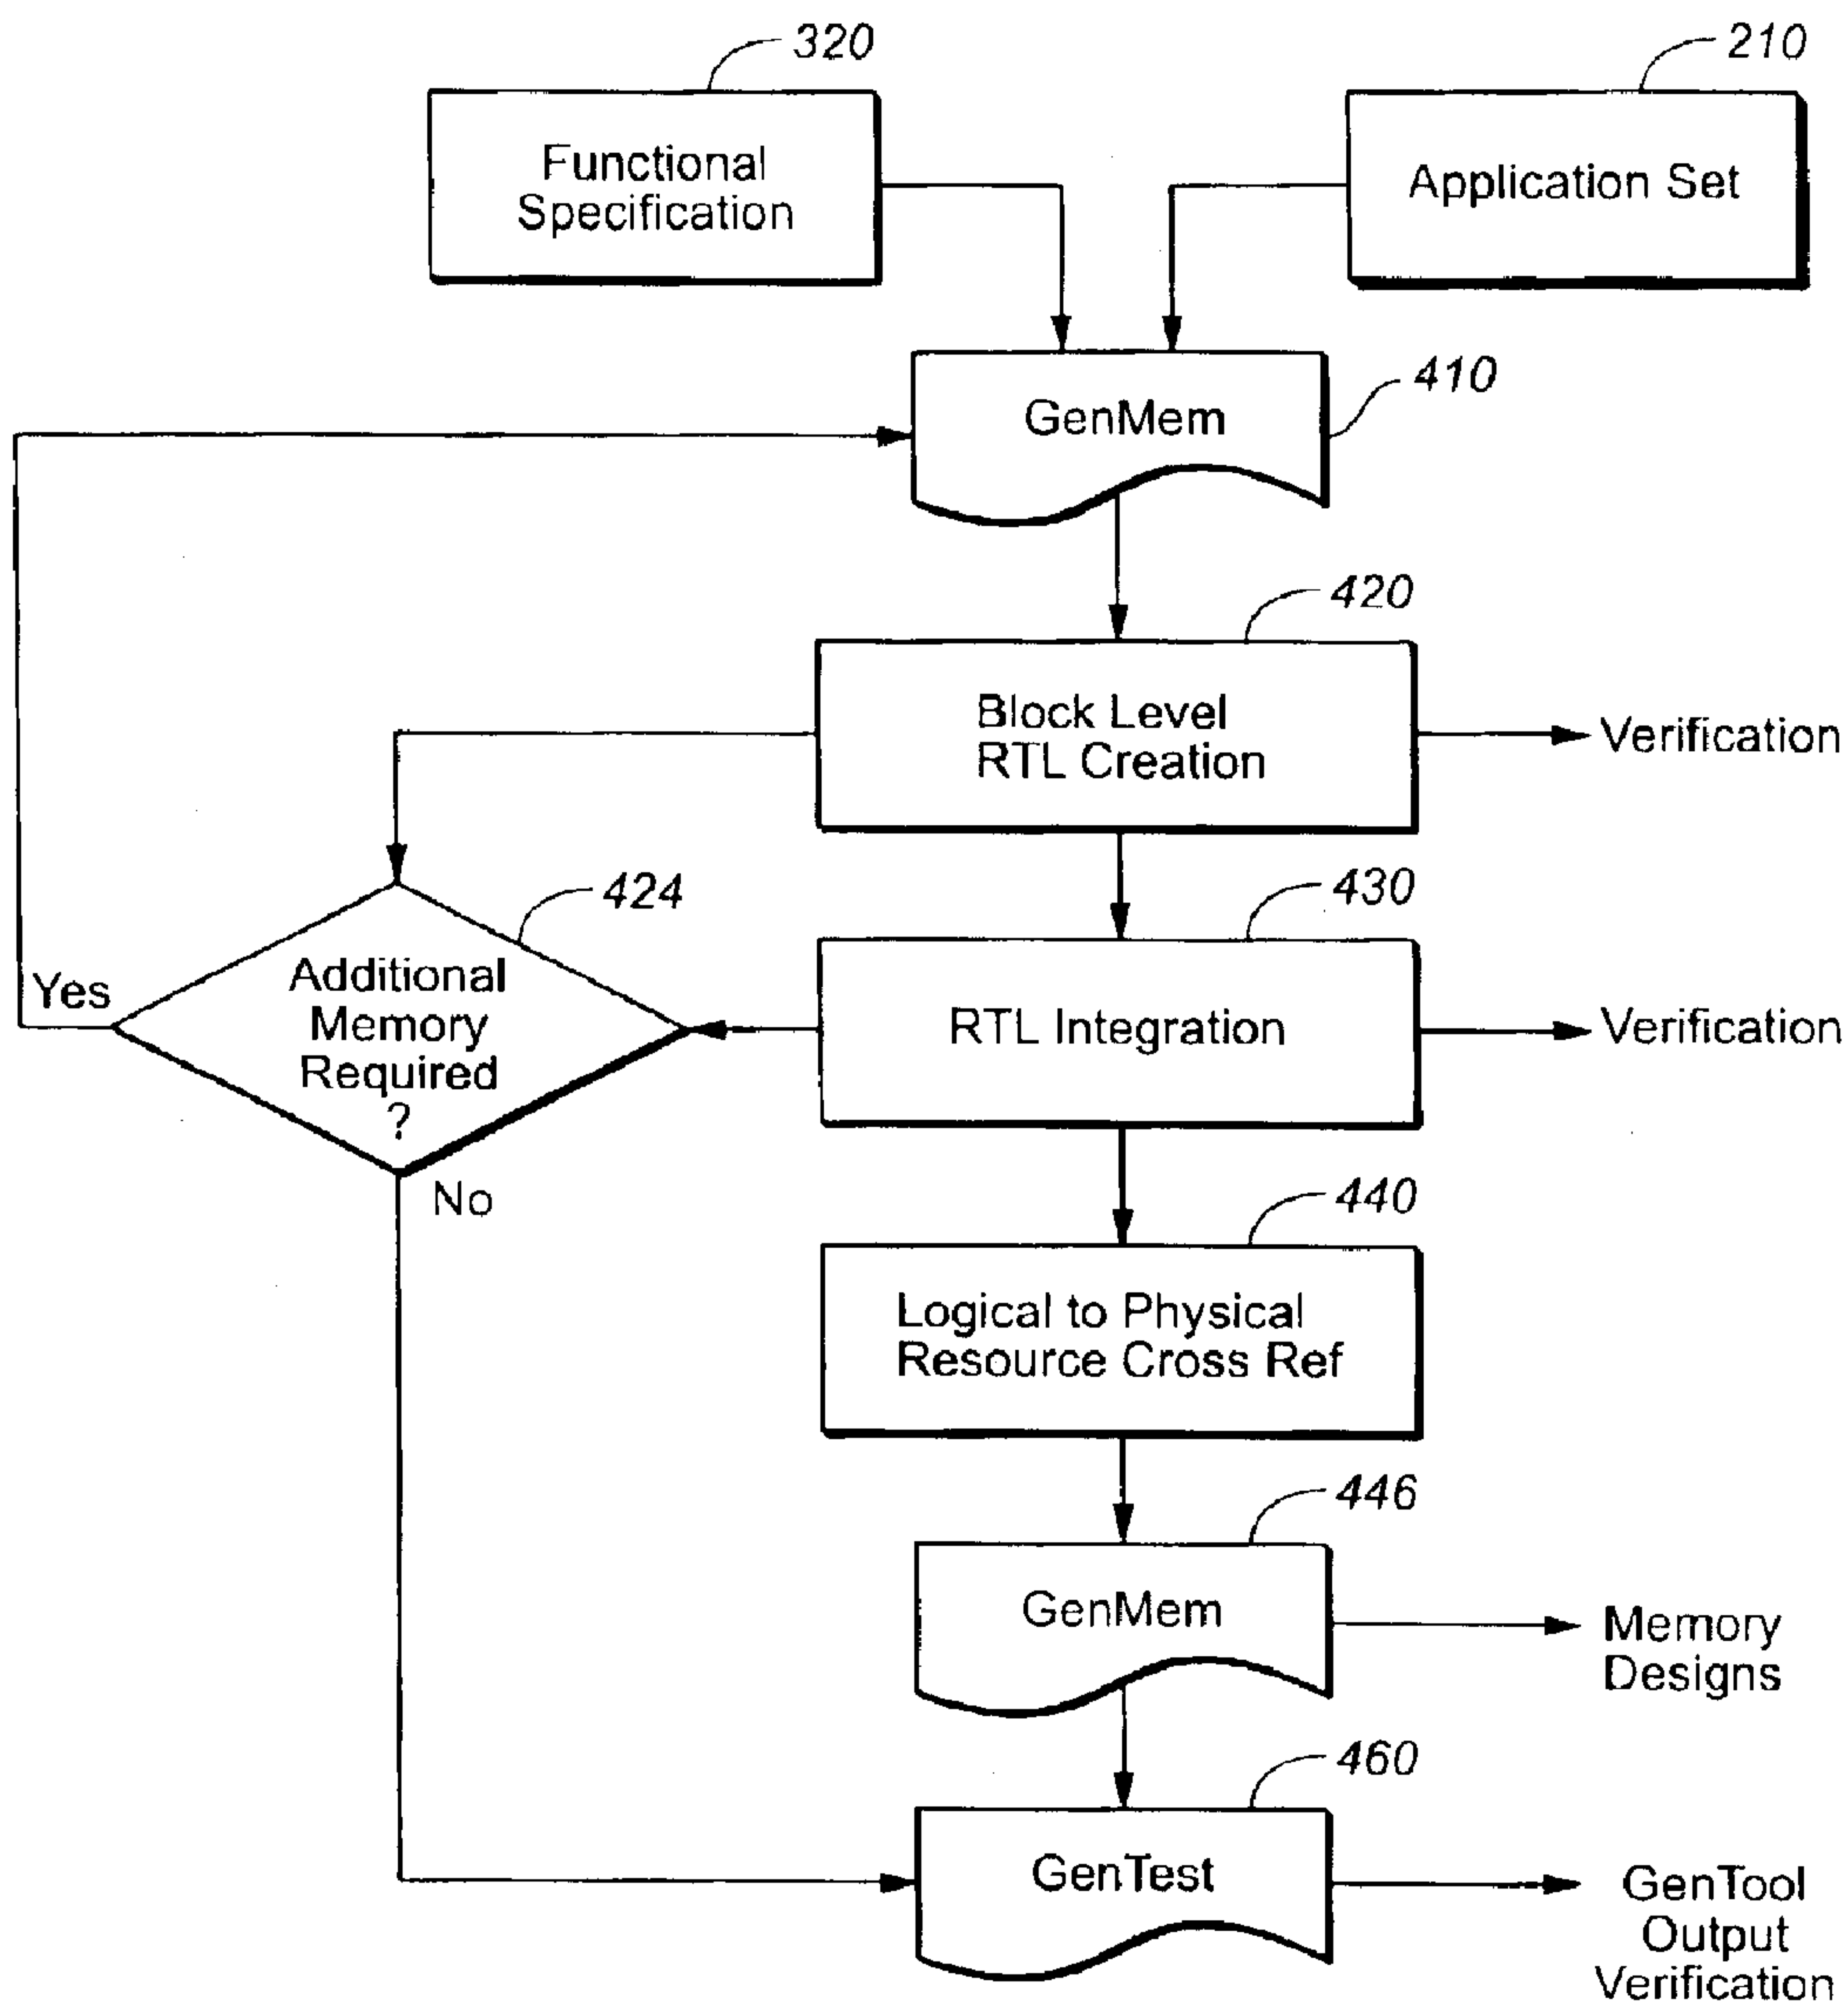 320
210
Functional
Specification
Application Set
GenMem
410
420
Block Level
RTL Creation
Verification
424
430
Additional
Memory
Required
?
Yes
No
RTL Integration
Verification
440
Logical to Physical
Resource Cross Ref
446
GenMem
Memory
Designs
460
GenTest
GenTool
Output
Verification